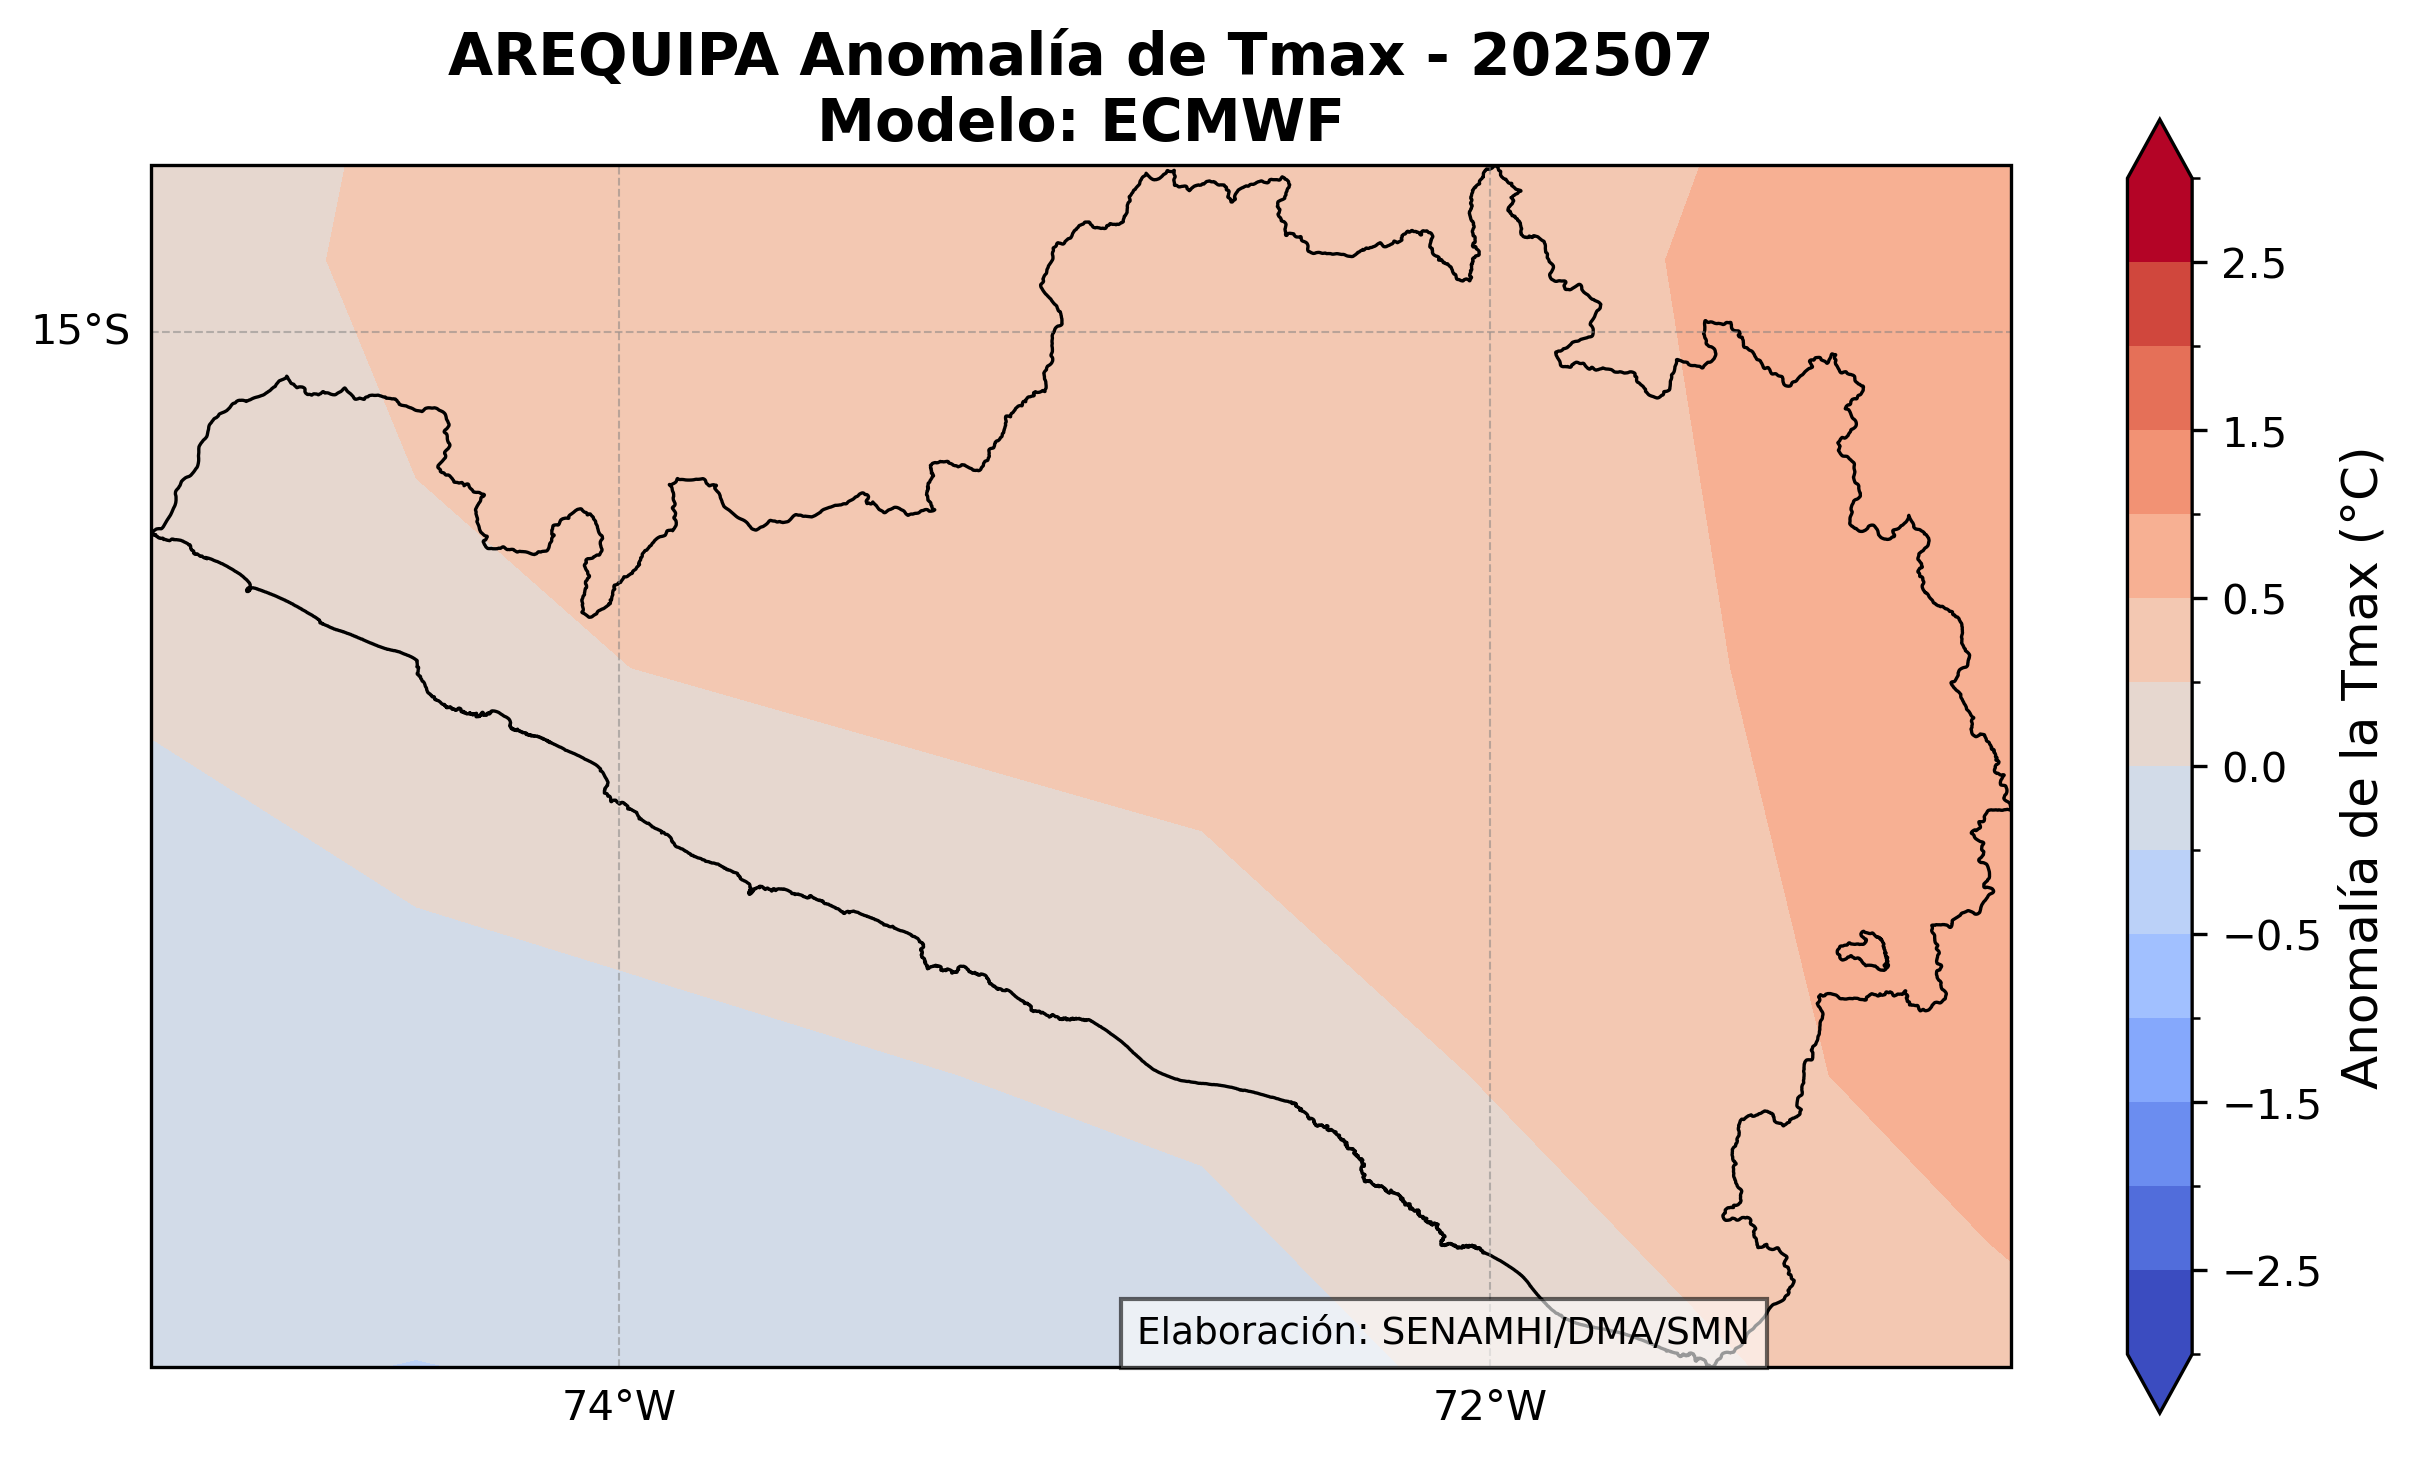 AREQUIPA Anomalía de Tmax - 202507
Modelo: ECMWF
15°S
74°W
72°W
Elaboración: SENAMHI/DMA/SMN
2.5
1.5
0.5
0.0
−0.5
−1.5
−2.5
Anomalía de la Tmax (°C)